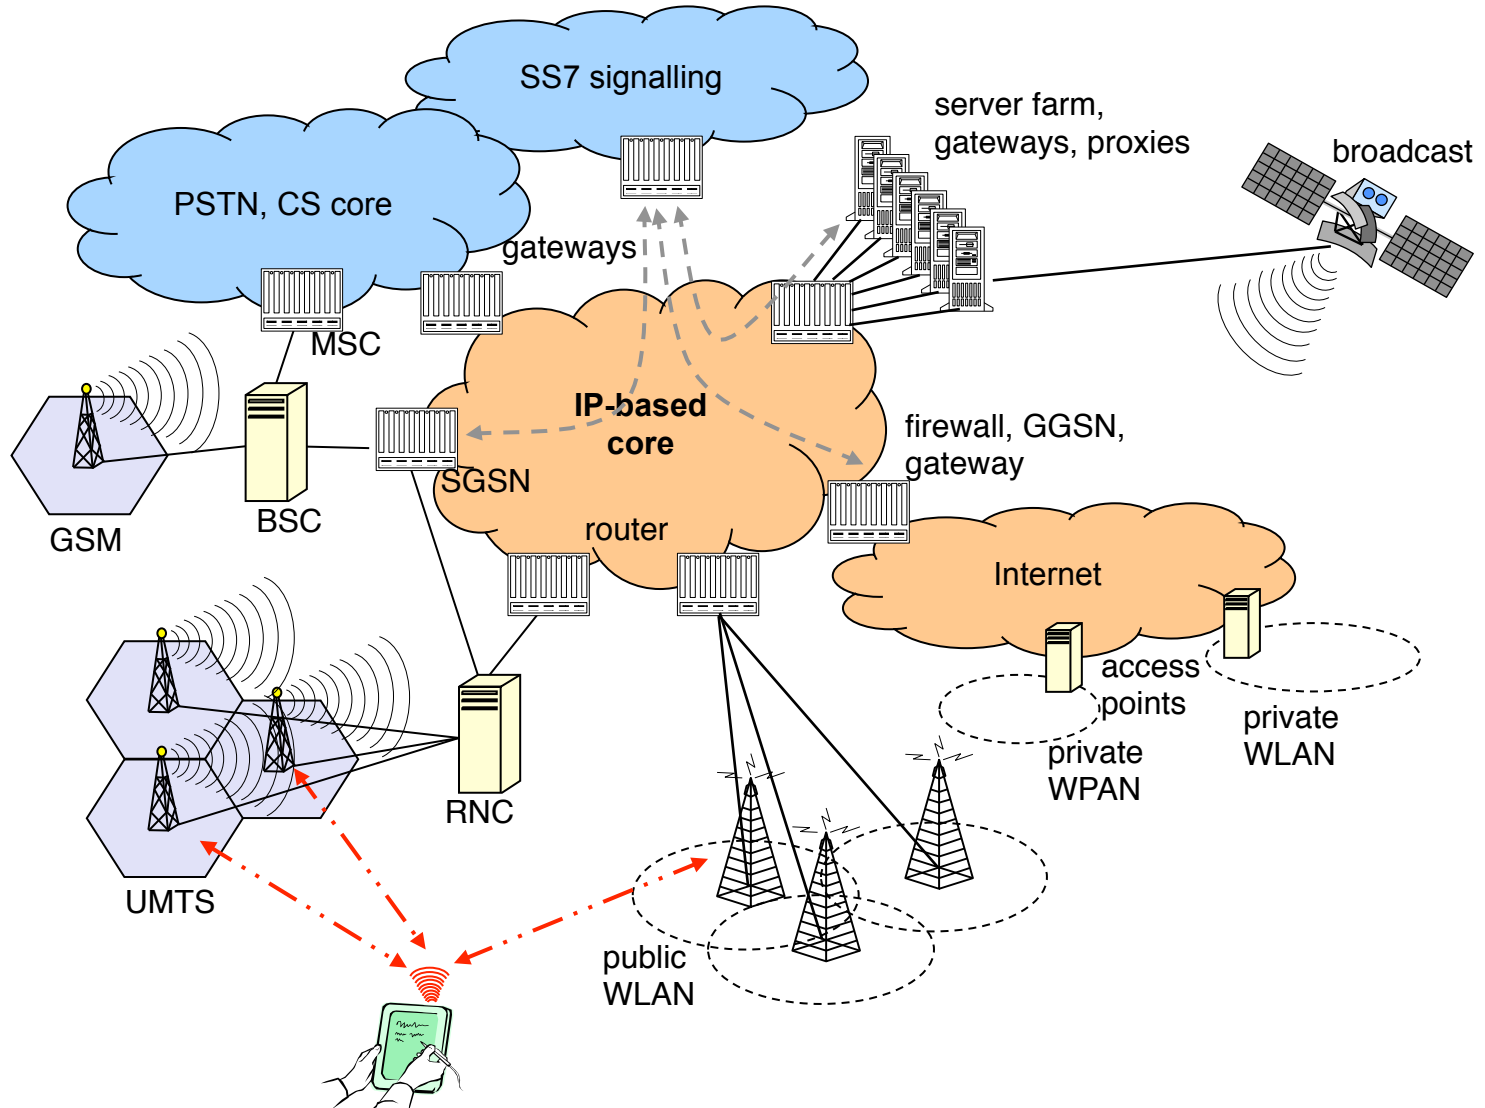 SS7 signalling
server farm,
gateways, proxies
broadcast
PSTN, CS core
gateways
MSC
IP-based
core
firewall, GGSN,
gateway
SGSN
BSC
GSM
router
Internet
access
points
private
WLAN
private
WPAN
RNC
UMTS
public
WLAN